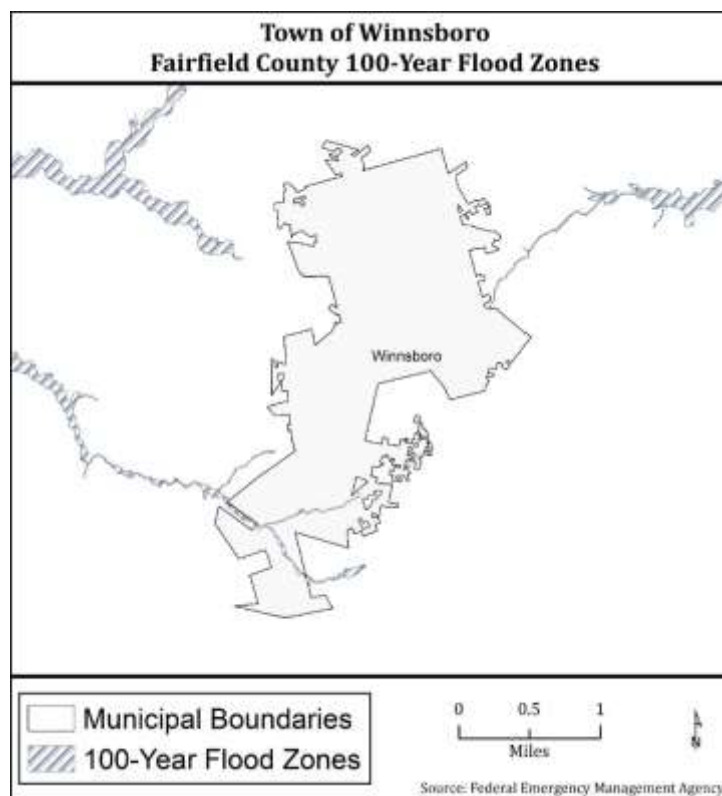 Town of Winnsboro
Fairfield County 100-Year Flood Zones
Winnsboro
Municipal Boundaries
100-Year Flood Zones
0 0.5 1
Miles
N
Source: Federal Emergency Management Agency